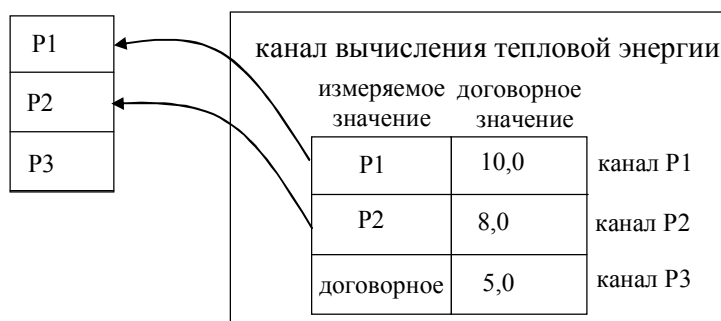 P1
P2
P3
канал вычисления тепловой энергии
измеряемое значение
договорное значение
P1 10,0 канал P1
P2 8,0 канал P2
договорное 5,0 канал P3